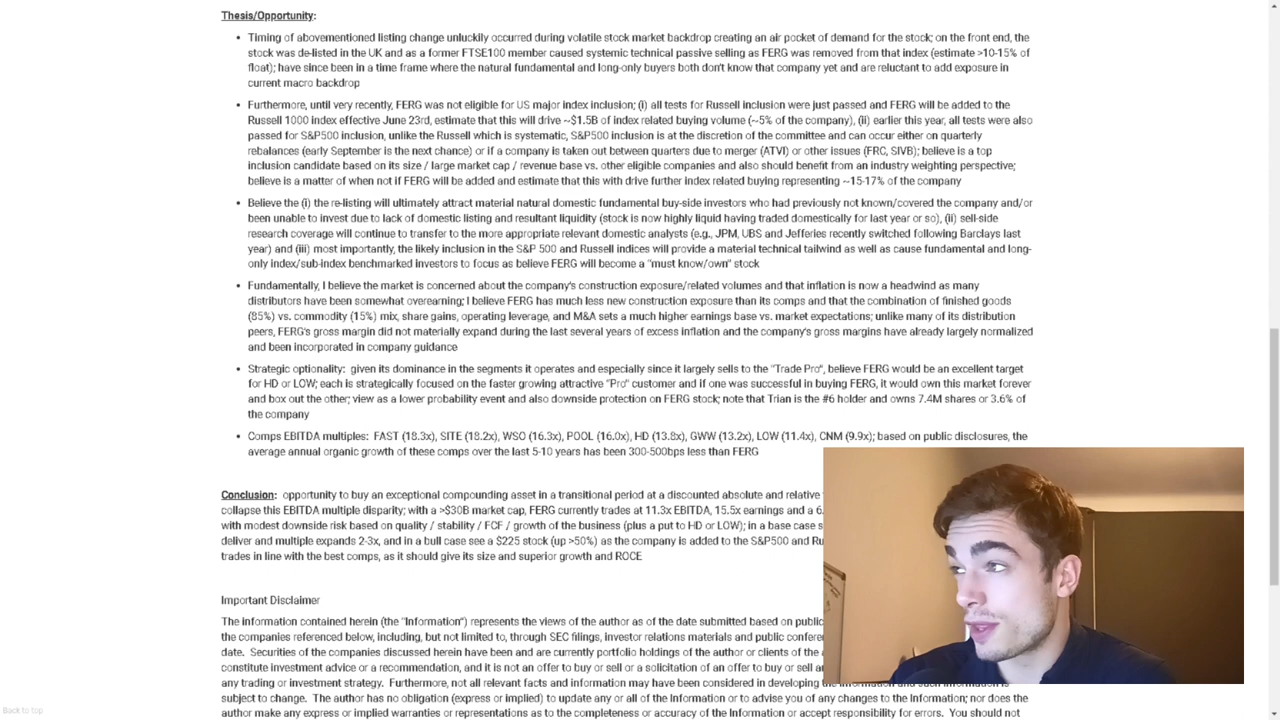 Thesis/Opportunity:
Timing of abovementioned listing change unluckily occurred during volatile stock market backdrop creating an air pocket of demand for the stock; on the front end, the
stock was de-listed in the UK and as a former FTSE100 member caused systemic technical passive selling as FERG was removed from that index (estimate >10-15% of
float); have since been in a time frame where the natural fundamental and long-only buyers both don't know that company yet and are reluctant to add exposure in
current macro backdrop
Furthermore, until very recently, FERG was not eligible for US major index inclusion; (i) all tests for Russell inclusion were just passed and FERG will be added to the
Russell 1000 index effective June 23rd, estimate that this will drive ~$1.5B of index related buying volume (~5% of the company), (ii) earlier this year, all tests were also
passed for S&P500 inclusion, unlike the Russell which is systematic, S&P500 inclusion is at the discretion of the committee and can occur either on quarterly
rebalances (early September is the next chance) or if a company is taken out between quarters due to merger (ATVI) or other issues (FRC, SIVB); believe is a top
inclusion candidate based on its size / large market cap / revenue base vs. other eligible companies and also should benefit from an industry weighting perspective;
believe is a matter of when not if FERG will be added and estimate that this with drive further index related buying representing ~15-17% of the company
Believe the (i) the re-listing will ultimately attract material natural domestic fundamental buy-side investors who had previously not known/covered the company and/or
been unable to invest due to lack of domestic listing and resultant liquidity (stock is now highly liquid having traded domestically for last year or so), (ii) sell-side
research coverage will continue to transfer to the more appropriate relevant domestic analysts (e.g., JPM, UBS and Jefferies recently switched following Barclays last
year) and (iii) most importantly, the likely inclusion in the S&P 500 and Russell indices will provide a material technical tailwind as well as cause fundamental and long-
only index/sub-index benchmarked investors to focus as believe FERG will become a "must know/own" stock
Fundamentally, I believe the market is concerned about the company's construction exposure/related volumes and that inflation is now a headwind as many
distributors have been somewhat overearning; I believe FERG has much less new construction exposure than its comps and that the combination of finished goods
(85%) vs. commodity (15%) mix, share gains, operating leverage, and M&A sets a much higher earnings base vs. market expectations; unlike many of its distribution
peers, FERG's gross margin did not materially expand during the last several years of excess inflation and the company's gross margins have already largely normalized
and been incorporated in company guidance
Strategic optionality: given its dominance in the segments it operates and especially since it largely sells to the "Trade Pro", believe FERG would be an excellent target
for HD or LOW; each is strategically focused on the faster growing attractive "Pro" customer and if one was successful in buying FERG, it would own this market forever
and box out the other; view as a lower probability event and also downside protection on FERG stock; note that Trian is the #6 holder and owns 7.4M shares or 3.6% of
the company
Comps EBITDA multiples: FAST (18.3x), SITE (18.2x), WSO (16.3x), POOL (16.0x), HD (13.8x), GWW (13.2x), LOW (11.4x), CNM (9.9x); based on public disclosures, the
average annual organic growth of these comps over the last 5-10 years has been 300-500bps less than FERG
Conclusion: opportunity to buy an exceptional compounding asset in a transitional period at a discounted absolute and relative
collapse this EBITDA multiple disparity; with a >$30B market cap, FERG currently trades at 11.3x EBITDA, 15.5x earnings and a 6.
with modest downside risk based on quality / stability / FCF / growth of the business (plus a put to HD or LOW); in a base case s
deliver and multiple expands 2-3x, and in a bull case see a $225 stock (up >50%) as the company is added to the S&P500 and Ru
trades in line with the best comps, as it should give its size and superior growth and ROCE
Important Disclaimer
The information contained herein (the "Information") represents the views of the author as of the date submitted based on public
the companies referenced below, including, but not limited to, through SEC filings, investor relations materials and public confere
date. Securities of the companies discussed herein have been and are currently portfolio holdings of the author or clients of the a
constitute investment advice or a recommendation, and it is not an offer to buy or sell or a solicitation of an offer to buy or sell a
any trading or investment strategy. Furthermore, not all relevant facts and information may have been considered in developing
subject to change. The author has no obligation (express or implied) to update any or all of the Information or to advise you of any changes to the Information; nor does the
author make any express or implied warranties or representations as to the completeness or accuracy of the Information or accept responsibility for errors. You should not
Back to top